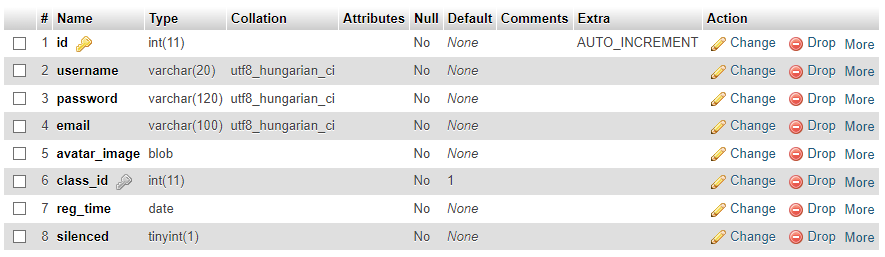 # Name Type Collation Attributes Null Default Comments Extra Action
1 id int(11) No None AUTO_INCREMENT Change Drop More
2 username varchar(20) utf8_hungarian_ci No None Change Drop More
3 password varchar(120) utf8_hungarian_ci No None Change Drop More
4 email varchar(100) utf8_hungarian_ci No None Change Drop More
5 avatar_image blob No None Change Drop More
6 class_id int(11) No 1 Change Drop More
7 reg_time date No None Change Drop More
8 silenced tinyint(1) No None Change Drop More